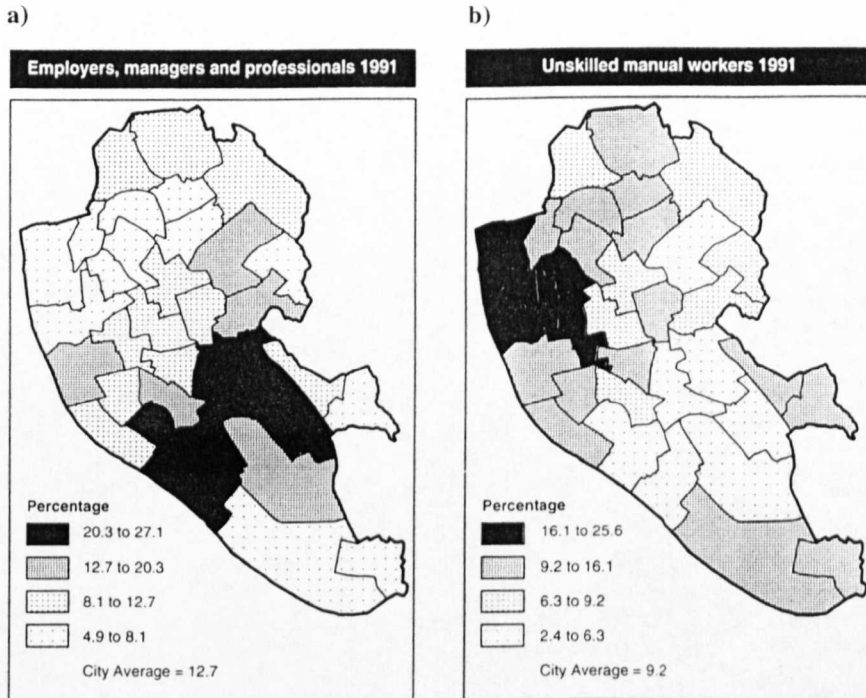 a)
Employers, managers and professionals 1991
Percentage
20.3 to 27.1
12.7 to 20.3
8.1 to 12.7
4.9 to 8.1
City Average = 12.7
b)
Unskilled manual workers 1991
Percentage
16.1 to 25.6
9.2 to 16.1
6.3 to 9.2
2.4 to 6.3
City Average = 9.2